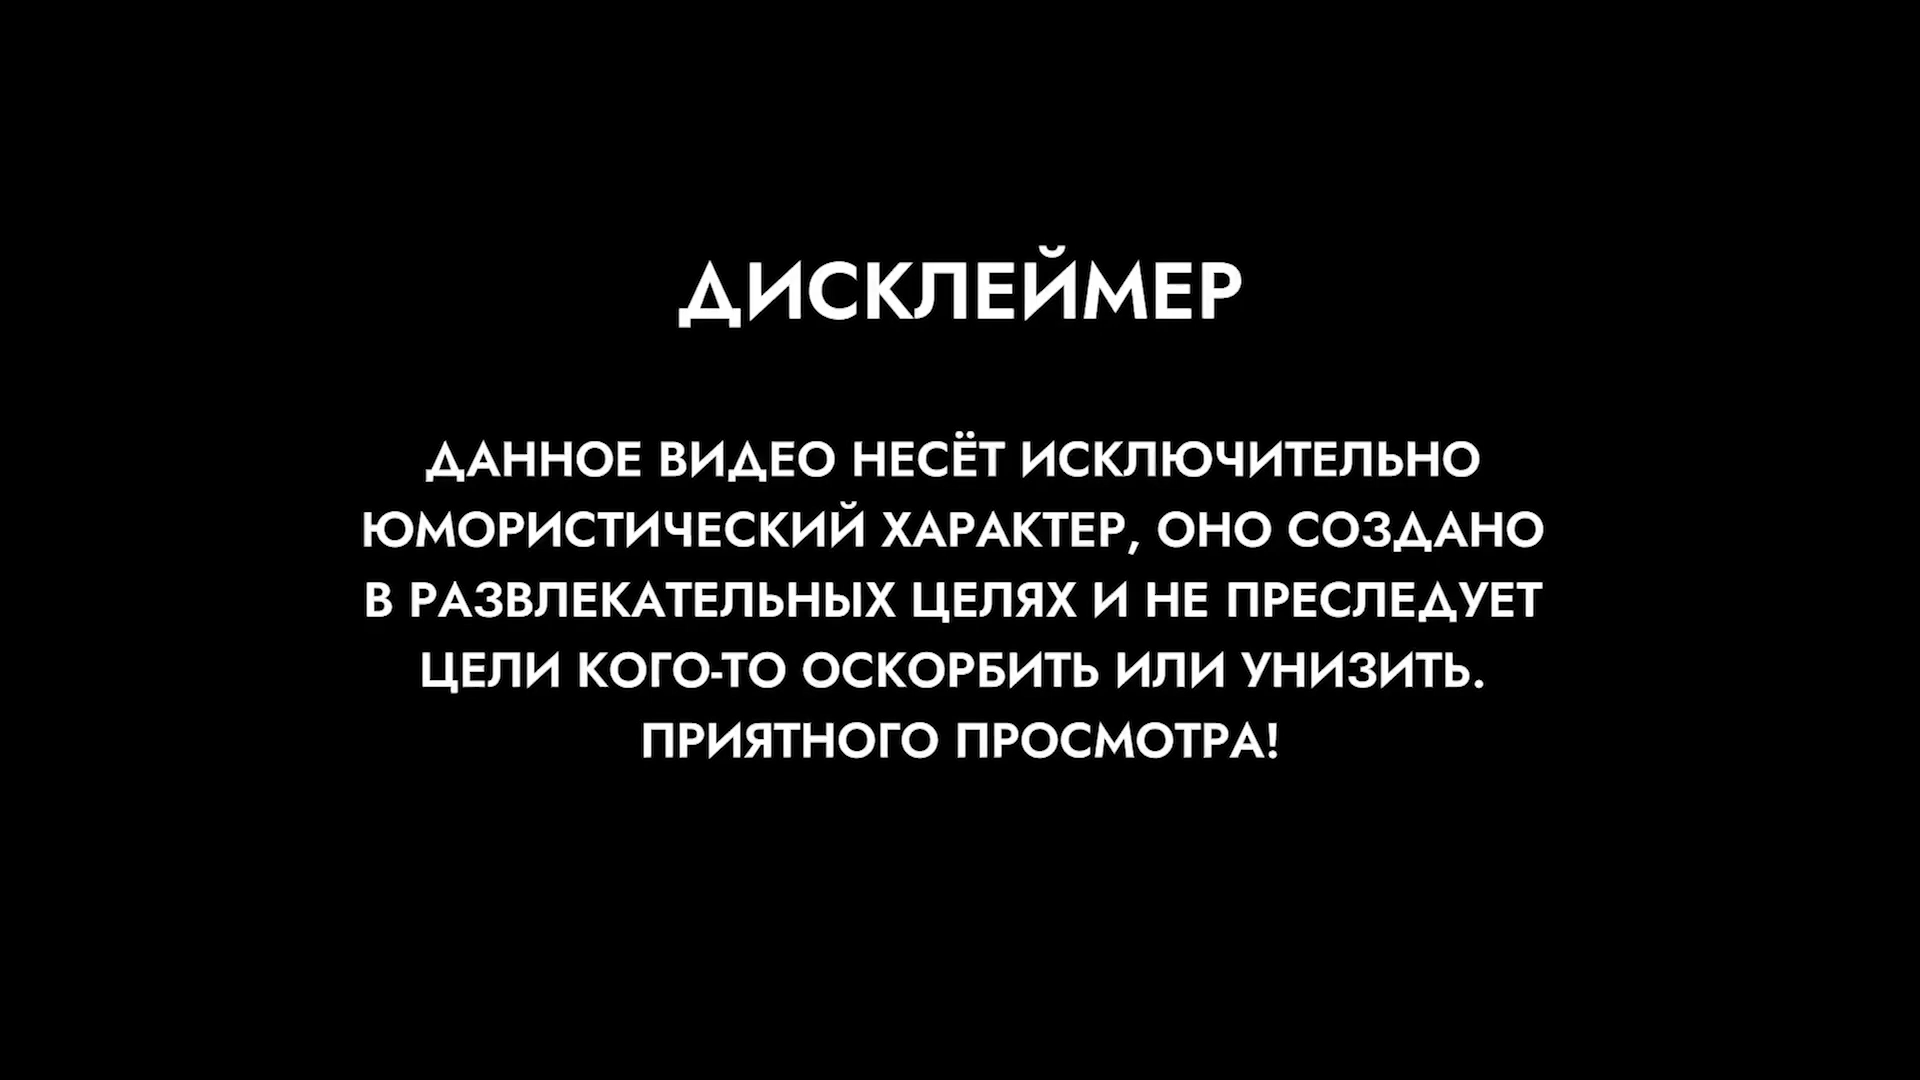 ДИСКЛЕЙМЕР
ДАННОЕ ВИДЕО НЕСЁТ ИСКЛЮЧИТЕЛЬНО
ЮМОРИСТИЧЕСКИЙ ХАРАКТЕР, ОНО СОЗДАНО
В РАЗВЛЕКАТЕЛЬНЫХ ЦЕЛЯХ И НЕ ПРЕСЛЕДУЕТ
ЦЕЛИ КОГО-ТО ОСКОРБИТЬ ИЛИ УНИЗИТЬ.
ПРИЯТНОГО ПРОСМОТРА!